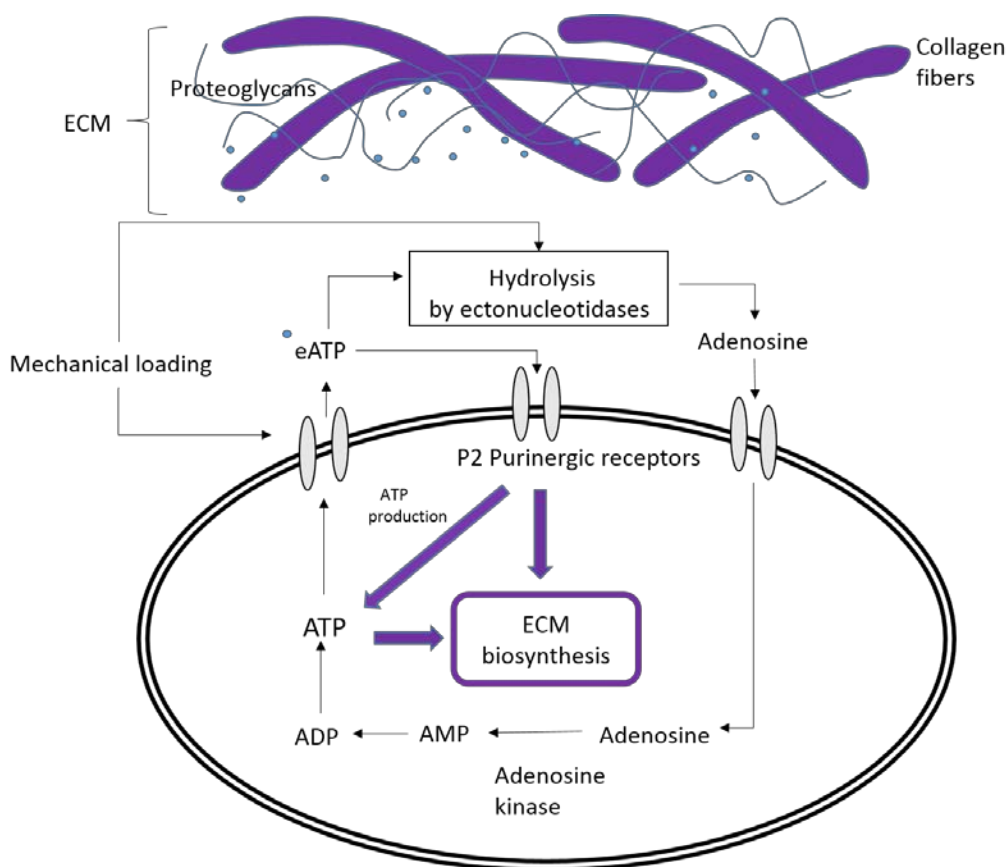 Collagen
fibers
Proteoglycans
ECM
Hydrolysis
by ectonucleotidases
eATP
Adenosine
Mechanical loading
P2 Purinergic receptors
ATP
production
ATP
ECM
biosynthesis
ADP
AMP
Adenosine
Adenosine
kinase